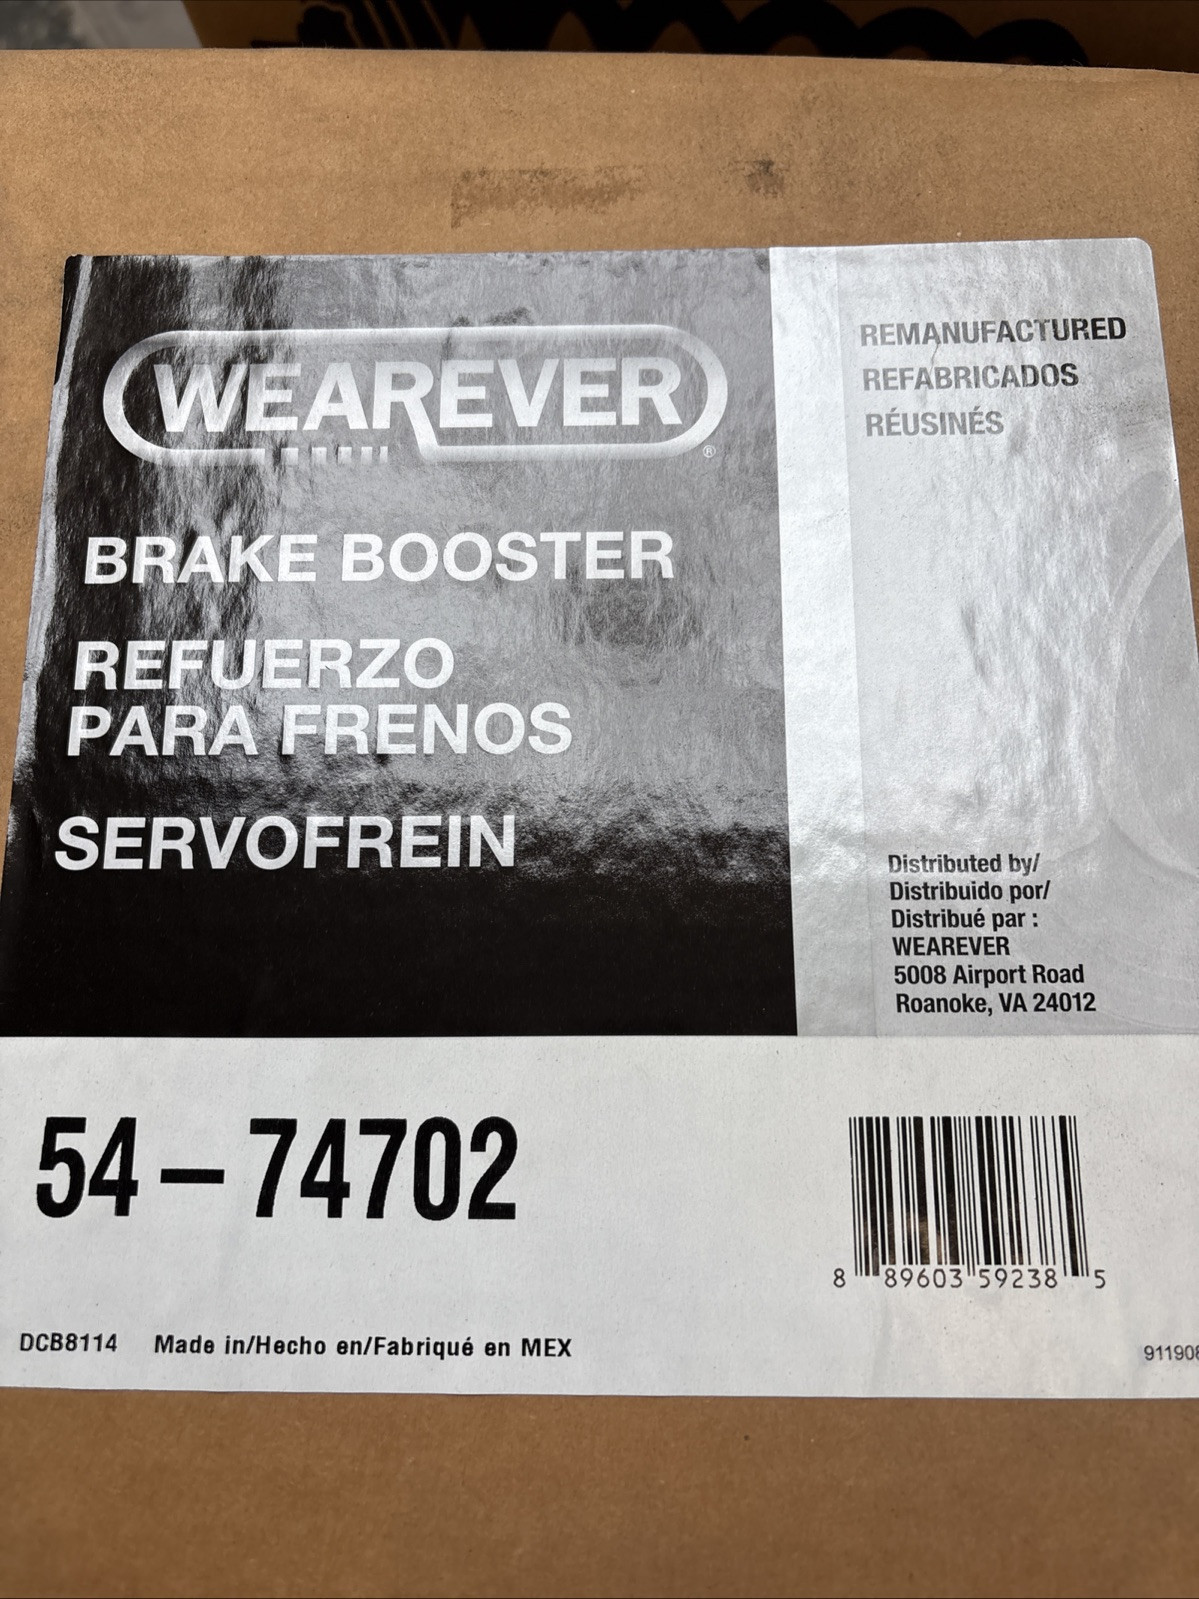 WEAREVER
®
BRAKE BOOSTER
REFUERZO
PARA FRENOS
SERVOFREIN
REMANUFACTURED
REFABRICADOS
RÉUSINÉS
Distributed by/
Distribuido por/
Distribué par :
WEAREVER
5008 Airport Road
Roanoke, VA 24012
54-74702
8 89603 59238 5
DCB8114 Made in/Hecho en/Fabriqué en MEX